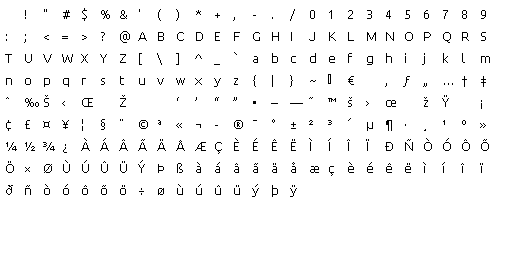 ! " # $ % & ' ( ) * + , - . / 0 1 2 3 4 5 6 7 8 9
: ; < = > ? @ A B C D E F G H I J K L M N O P Q R S
T U V W X Y Z [ \ ] ^ _ ` a b c d e f g h i j k l m
n o p q r s t u v w x y z { | } ~ € ‚ ƒ „ … † ‡
ˆ ‰ Š ‹ Œ Ž ‘ ’ “ ” • – — ˜ ™ š › œ ž Ÿ ¡
¢ £ ¤ ¥ ¦ § ¨ © ª « ¬ - ® ¯ ° ± ² ³ ´ µ ¶ · ¸ ¹ º »
¼ ½ ¾ ¿ À Á Â Ã Ä Å Æ Ç È É Ê Ë Ì Í Î Ï Ð Ñ Ò Ó Ô Õ
Ö × Ø Ù Ú Û Ü Ý Þ ß à á â ã ä å æ ç è é ê ë ì í î ï
ð ñ ò ó ô õ ö ÷ ø ù ú û ü ý þ ÿ